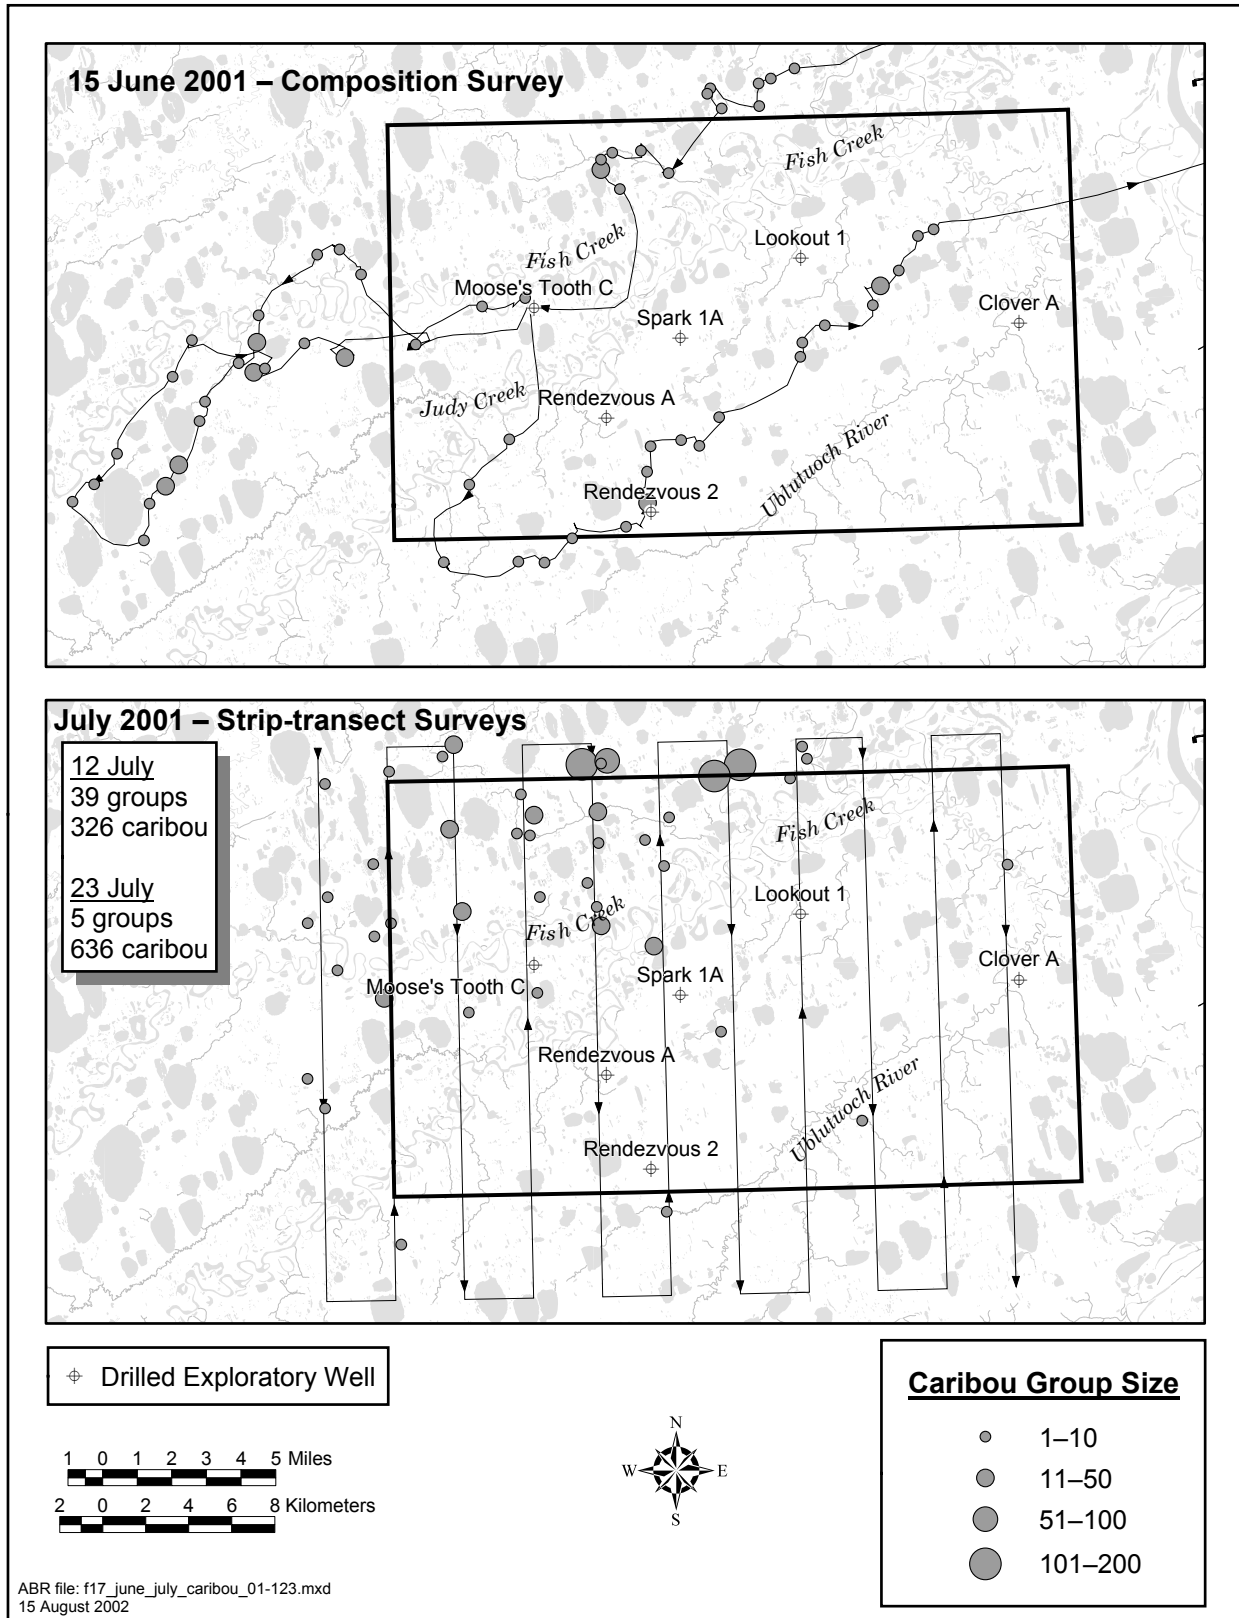 15 June 2001 – Composition Survey
Fish Creek
Lookout 1
Fish Creek
Moose's Tooth C
Clover A
Spark 1A
Judy Creek
Rendezvous A
Ublutuoch River
Rendezvous 2
July 2001 – Strip-transect Surveys
12 July
39 groups
326 caribou
23 July
5 groups
636 caribou
Fish Creek
Lookout 1
Fish Creek
Clover A
Moose's Tooth C
Spark 1A
Rendezvous A
Ublutuoch River
Rendezvous 2
Drilled Exploratory Well
1 0 1 2 3 4 5 Miles
2 0 2 4 6 8 Kilometers
N
W E
S
Caribou Group Size
1–10
11–50
51–100
101–200
ABR file: f17_june_july_caribou_01-123.mxd
15 August 2002